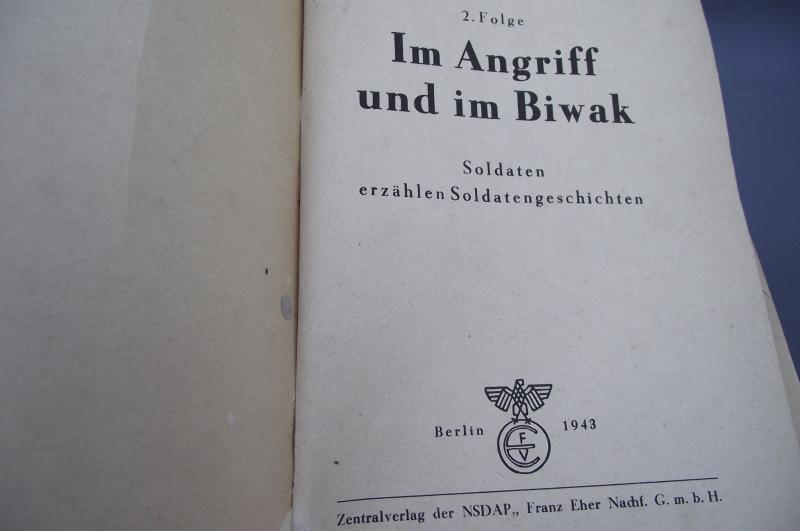 2. Folge
Im Angriff
und im Biwak
Soldaten
erzählen Soldatengeschichten
Berlin 1943
F
V
E
Zentralverlag der NSDAP„ Franz Eher Nachf. G. m. b. H.